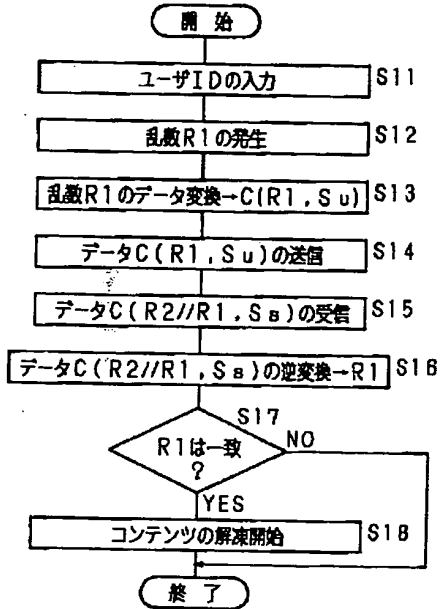 開始
ユーザIDの入力 S11
乱数R1の発生 S12
乱数R1のデータ変換→C(R1,Su) S13
データC(R1,Su)の送信 S14
データC(R2//R1,Ss)の受信 S15
データC(R2//R1,Ss)の逆変換→R1 S16
S17
R1は一致
?
NO
YES
コンテンツの解凍開始 S18
終了